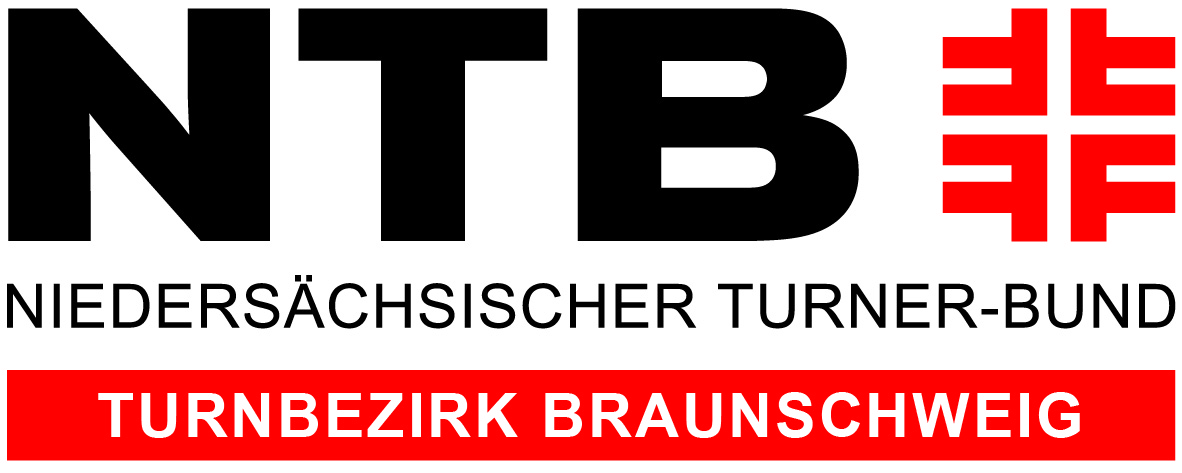 NTB
NIEDERSÄCHSISCHER TURNER-BUND
TURNBEZIRK BRAUNSCHWEIG